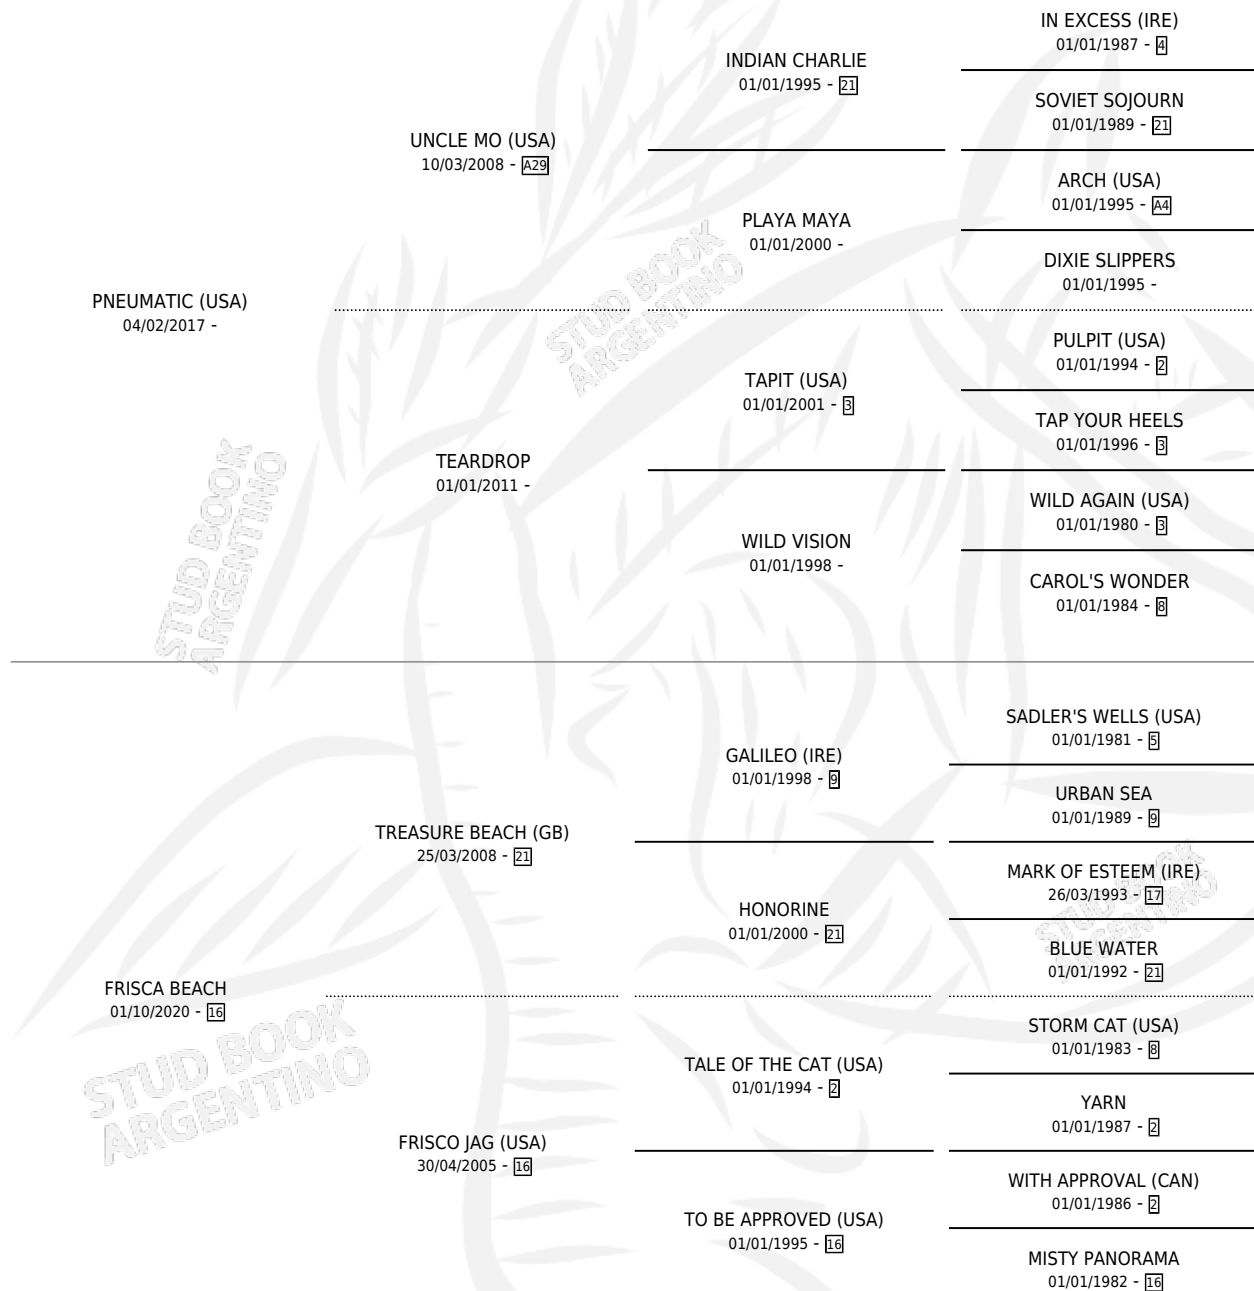 IN EXCESS (IRE)
01/01/1987 - 4
INDIAN CHARLIE
01/01/1995 - 21
SOVIET SOJOURN
01/01/1989 - 21
UNCLE MO (USA)
10/03/2008 - A29
ARCH (USA)
01/01/1995 - A4
PLAYA MAYA
01/01/2000 -
DIXIE SLIPPERS
01/01/1995 -
PNEUMATIC (USA)
04/02/2017 -
PULPIT (USA)
01/01/1994 - 2
TAPIT (USA)
01/01/2001 - 3
TAP YOUR HEELS
01/01/1996 - 3
TEARDROP
01/01/2011 -
WILD AGAIN (USA)
01/01/1980 - 3
WILD VISION
01/01/1998 -
CAROL'S WONDER
01/01/1984 - 8
SADLER'S WELLS (USA)
01/01/1981 - 5
GALILEO (IRE)
01/01/1998 - 9
URBAN SEA
01/01/1989 - 9
TREASURE BEACH (GB)
25/03/2008 - 21
MARK OF ESTEEM (IRE)
26/03/1993 - 17
HONORINE
01/01/2000 - 21
BLUE WATER
01/01/1992 - 21
FRISCA BEACH
01/10/2020 - 16
STORM CAT (USA)
01/01/1983 - 8
TALE OF THE CAT (USA)
01/01/1994 - 2
YARN
01/01/1987 - 2
FRISCO JAG (USA)
30/04/2005 - 16
WITH APPROVAL (CAN)
01/01/1986 - 2
TO BE APPROVED (USA)
01/01/1995 - 16
MISTY PANORAMA
01/01/1982 - 16
STUD BOOK
ARGENTINO
STUD BOOK
ARGENTINO
STUD BOOK
ARGENTINO
STUD BOOK
ARGENTINO